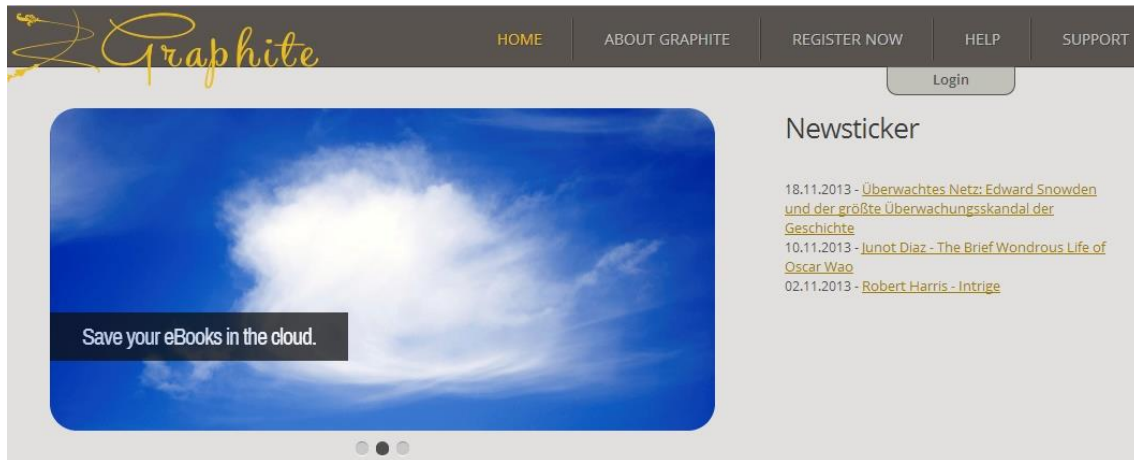 Graphite
HOME
ABOUT GRAPHITE
REGISTER NOW
HELP
SUPPORT
Login
Save your eBooks in the cloud.
Newsticker
18.11.2013 - Überwachtes Netz: Edward Snowden
und der größte Überwachungsskandal der
Geschichte
10.11.2013 - Junot Diaz - The Brief Wondrous Life of
Oscar Wao
02.11.2013 - Robert Harris - Intrige